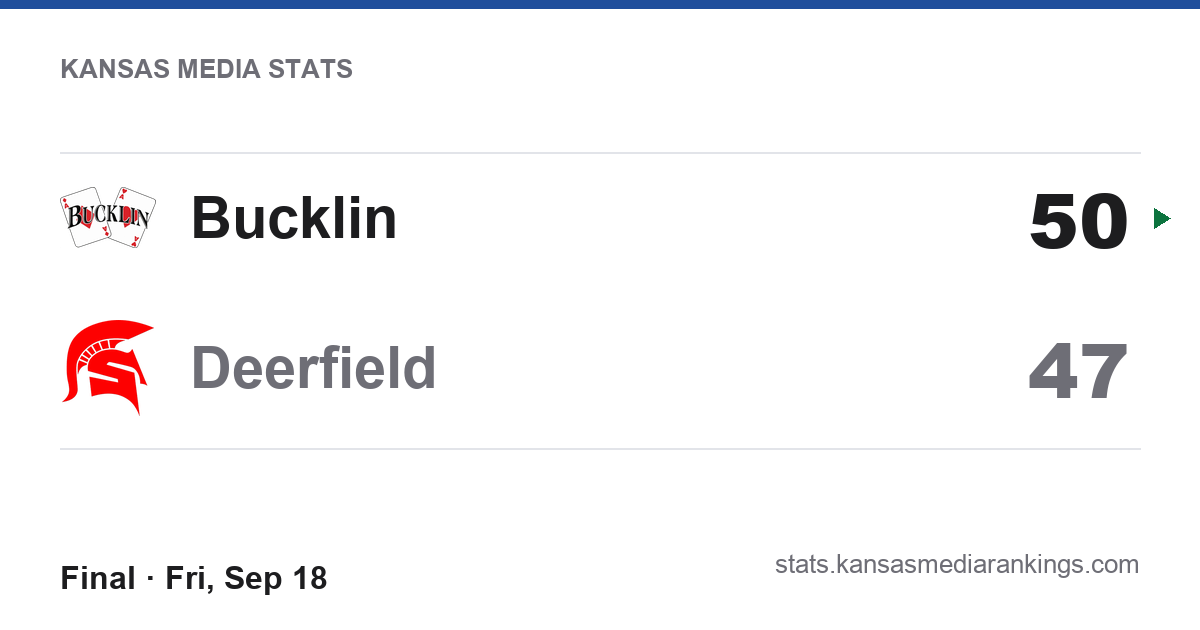 KANSAS MEDIA STATS
BUCKLIN
Bucklin
50
Deerfield
47
Final · Fri, Sep 18
stats.kansasmediarankings.com